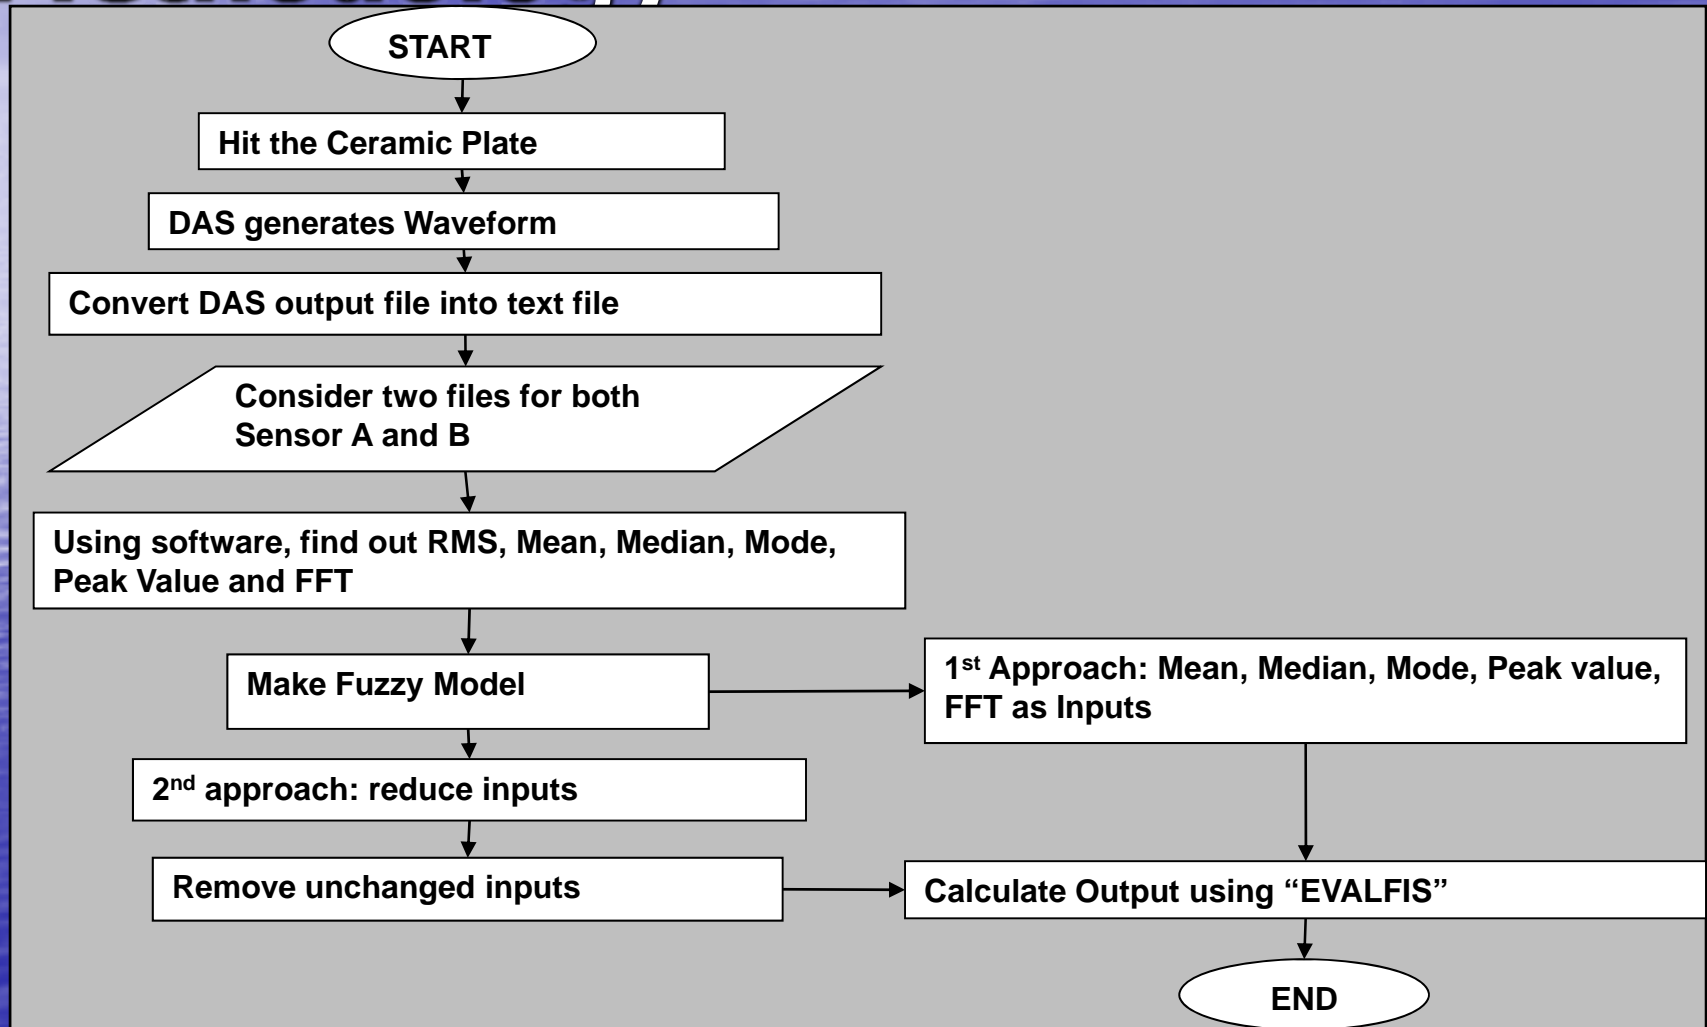 START
Hit the Ceramic Plate
DAS generates Waveform
Convert DAS output file into text file
Consider two files for both
Sensor A and B
Using software, find out RMS, Mean, Median, Mode,
Peak Value and FFT
Make Fuzzy Model
1st Approach: Mean, Median, Mode, Peak value,
FFT as Inputs
2nd approach: reduce inputs
Remove unchanged inputs
Calculate Output using “EVALFIS”
END